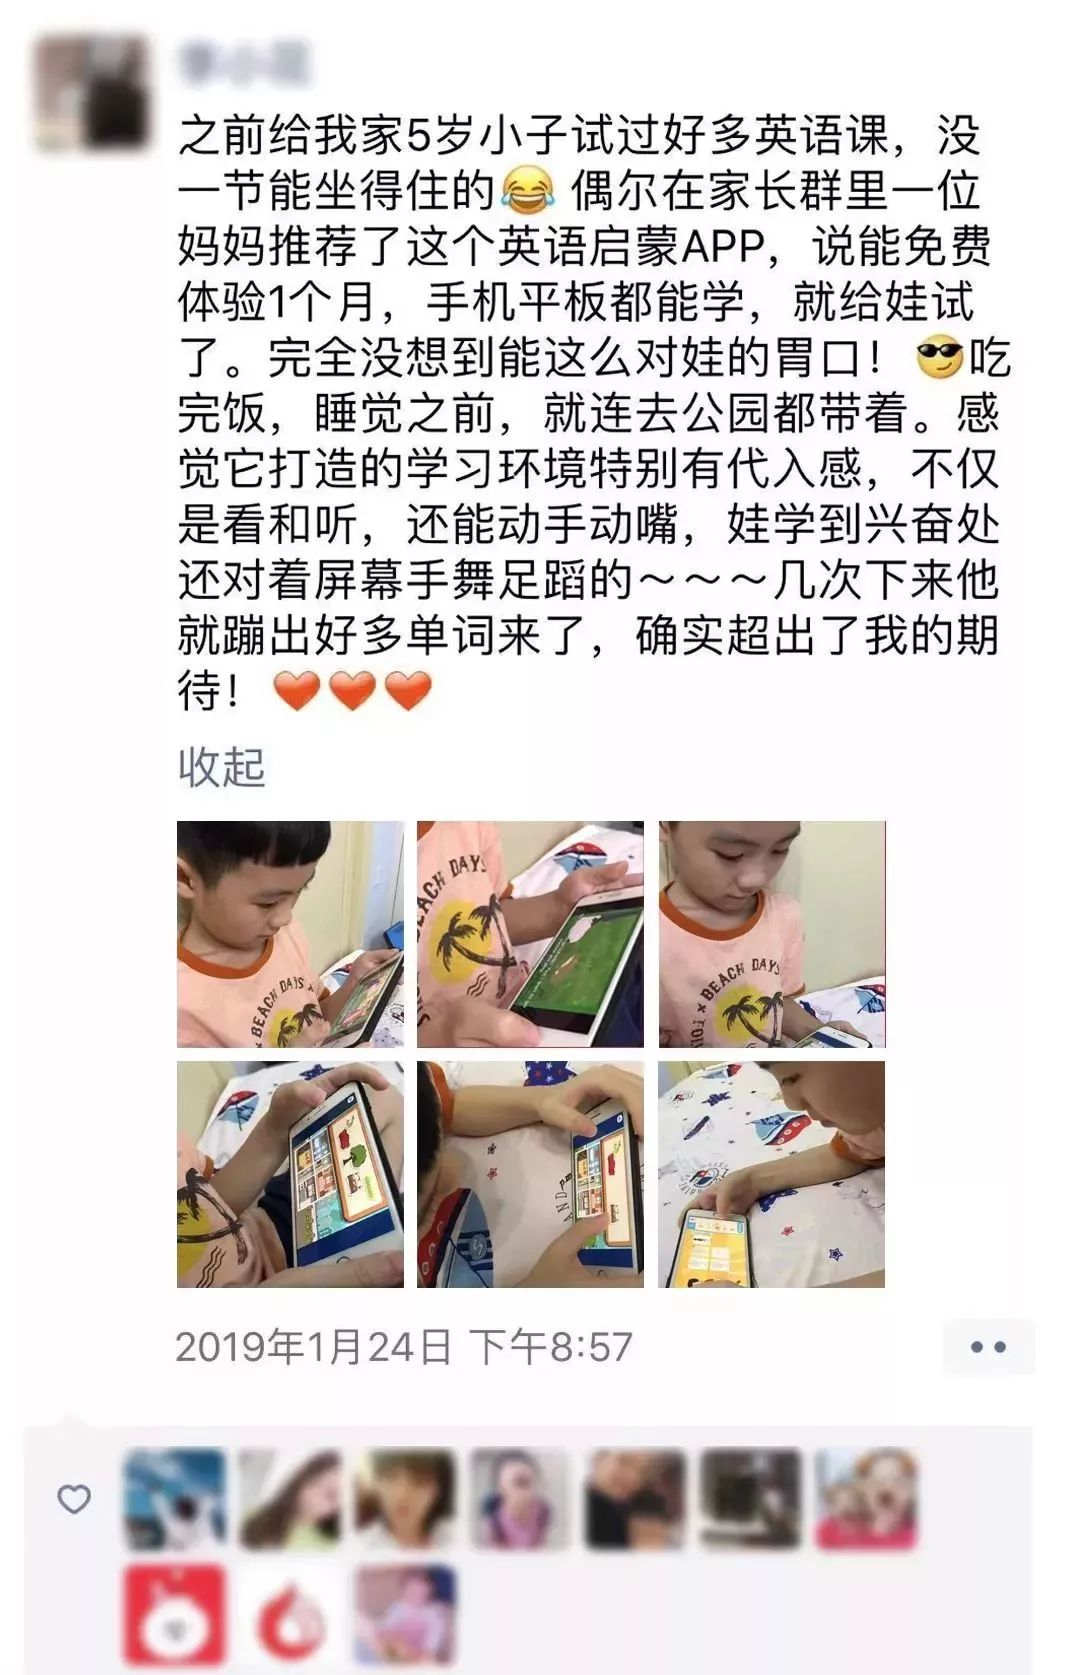 之前给我家5岁小子试过好多英语课，没
一节能坐得住的😂 偶尔在家长群里一位
妈妈推荐了这个英语启蒙APP，说能免费
体验1个月，手机平板都能学，就给娃试
了。完全没想到能这么对娃的胃口！😎吃
完饭，睡觉之前，就连去公园都带着。感
觉它打造的学习环境特别有代入感，不仅
是看和听，还能动手动嘴，娃学到兴奋处
还对着屏幕手舞足蹈的～～～几次下来他
就蹦出好多单词来了，确实超出了我的期
待！❤️❤️❤️
收起
BEACH DAYS
BEACH DAYS
X BEACH DAYS
2019年1月24日 下午8:57